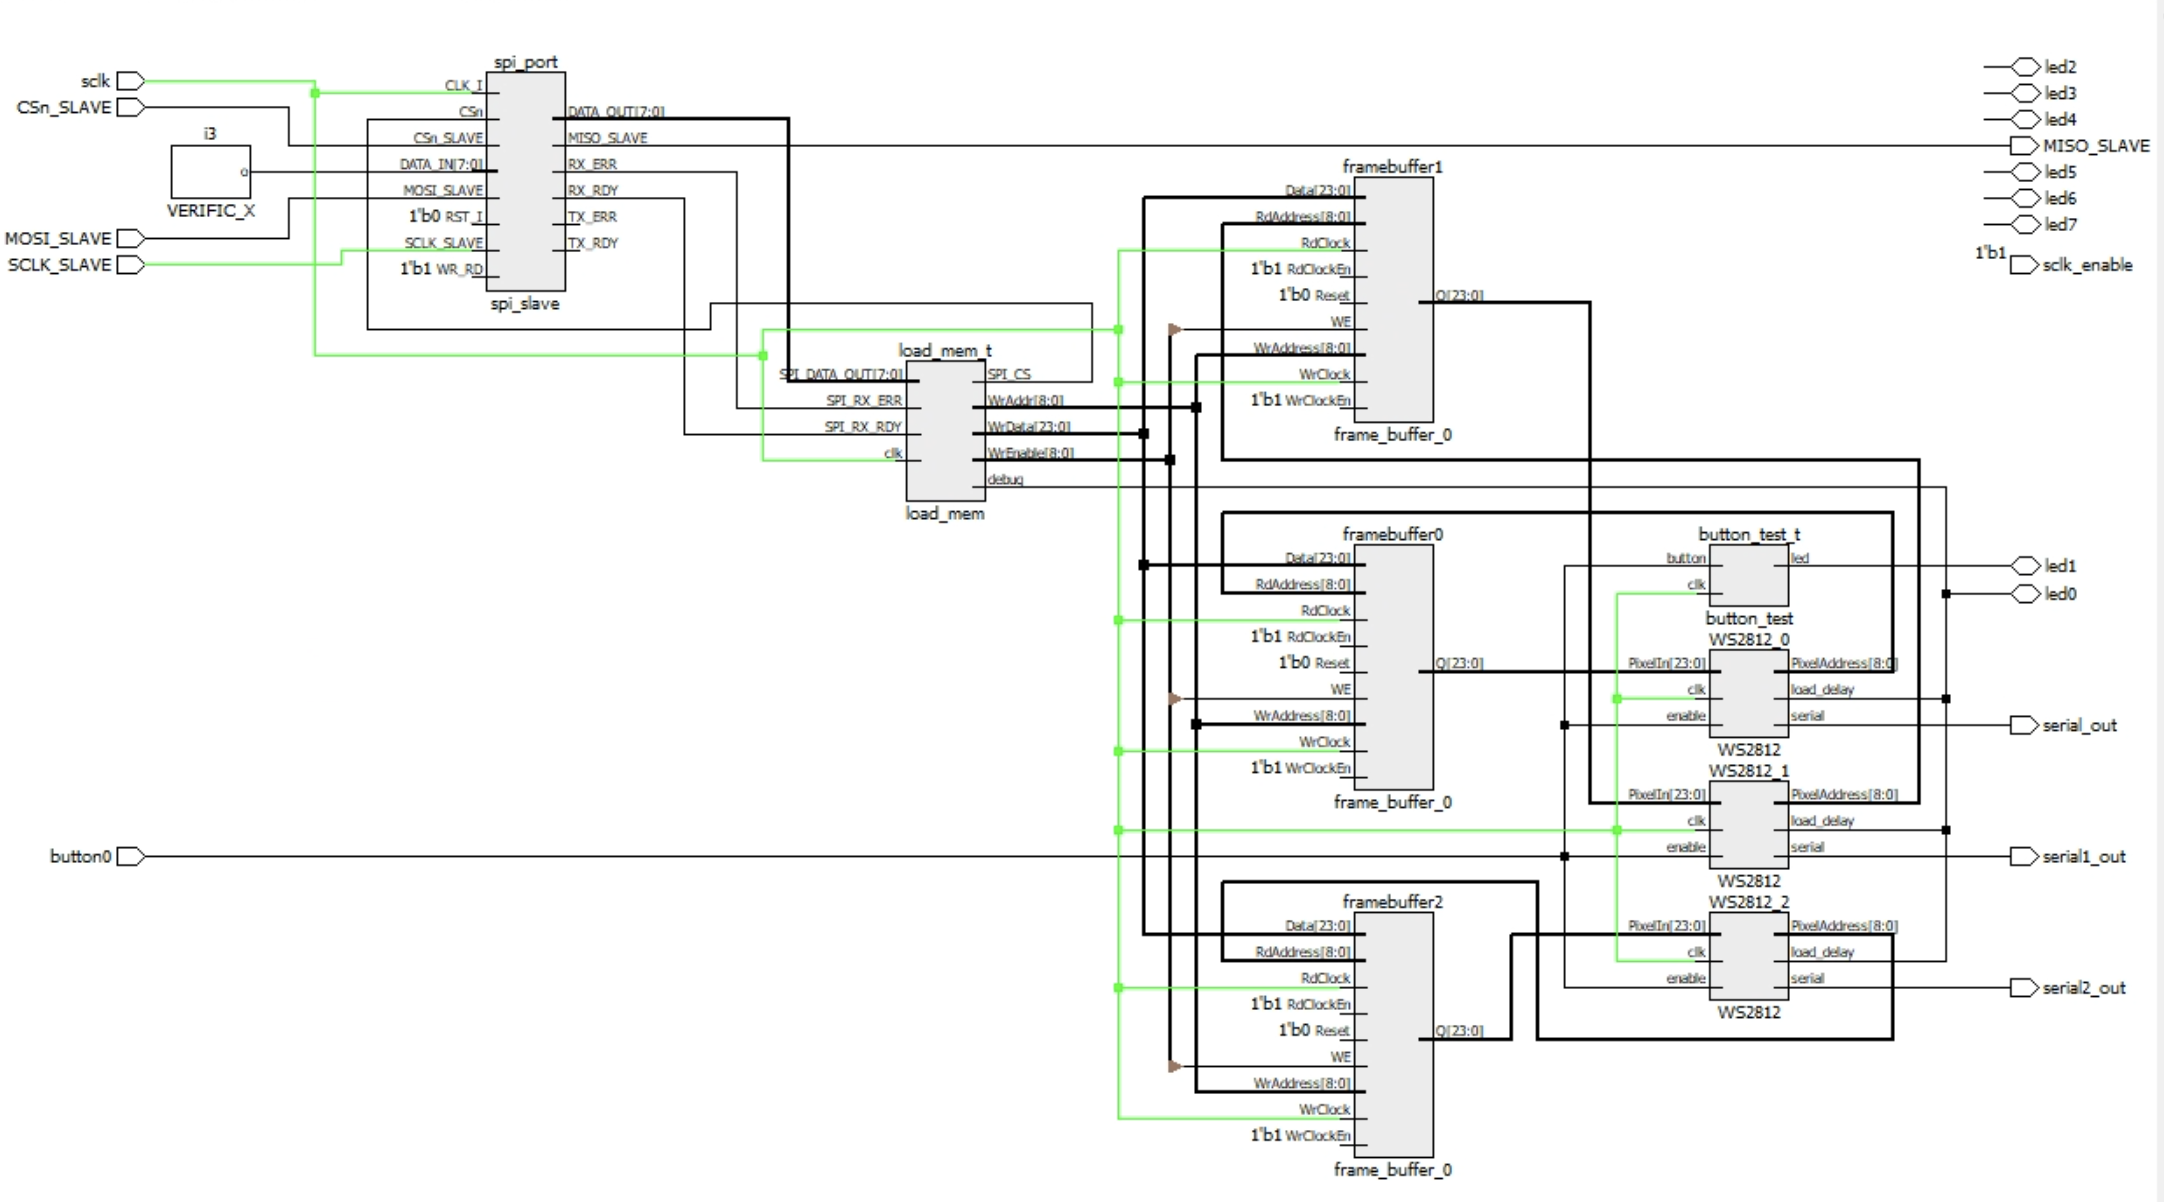 sclk
CSn_SLAVE
i3
o
VERIFIC_X
MOSI_SLAVE
SCLK_SLAVE
spi_port
CLK_I
CSn
CSn_SLAVE
DATA_IN[7:0]
MOSI_SLAVE
1'b0 RST_I
SCLK_SLAVE
1'b1 WR_RD
DATA_OUT[7:0]
MISO_SLAVE
RX_ERR
RX_RDY
TX_ERR
TX_RDY
spi_slave
load_mem_t
SPI_DATA_OUT[7:0]
SPI_RX_ERR
SPI_RX_RDY
clk
SPI_CS
WrAddr[8:0]
WrData[23:0]
WrEnable[8:0]
debug
load_mem
framebuffer1
Data[23:0]
RdAddress[8:0]
RdClock
1'b1 RdClockEn
1'b0 Reset
WE
WrAddress[8:0]
WrClock
1'b1 WrClockEn
Q[23:0]
frame_buffer_0
framebuffer0
Data[23:0]
RdAddress[8:0]
RdClock
1'b1 RdClockEn
1'b0 Reset
WE
WrAddress[8:0]
WrClock
1'b1 WrClockEn
Q[23:0]
frame_buffer_0
button0
framebuffer2
Data[23:0]
RdAddress[8:0]
RdClock
1'b1 RdClockEn
1'b0 Reset
WE
WrAddress[8:0]
WrClock
1'b1 WrClockEn
Q[23:0]
frame_buffer_0
button_test_t
button
clk
led
button_test
WS2812_0
PixelIn[23:0]
clk
enable
PixelAddress[8:0]
load_delay
serial
WS2812
WS2812_1
PixelIn[23:0]
clk
enable
PixelAddress[8:0]
load_delay
serial
WS2812
WS2812_2
PixelIn[23:0]
clk
enable
PixelAddress[8:0]
load_delay
serial
WS2812
led2
led3
led4
MISO_SLAVE
led5
led6
led7
1'b1
sclk_enable
led1
led0
serial_out
serial1_out
serial2_out